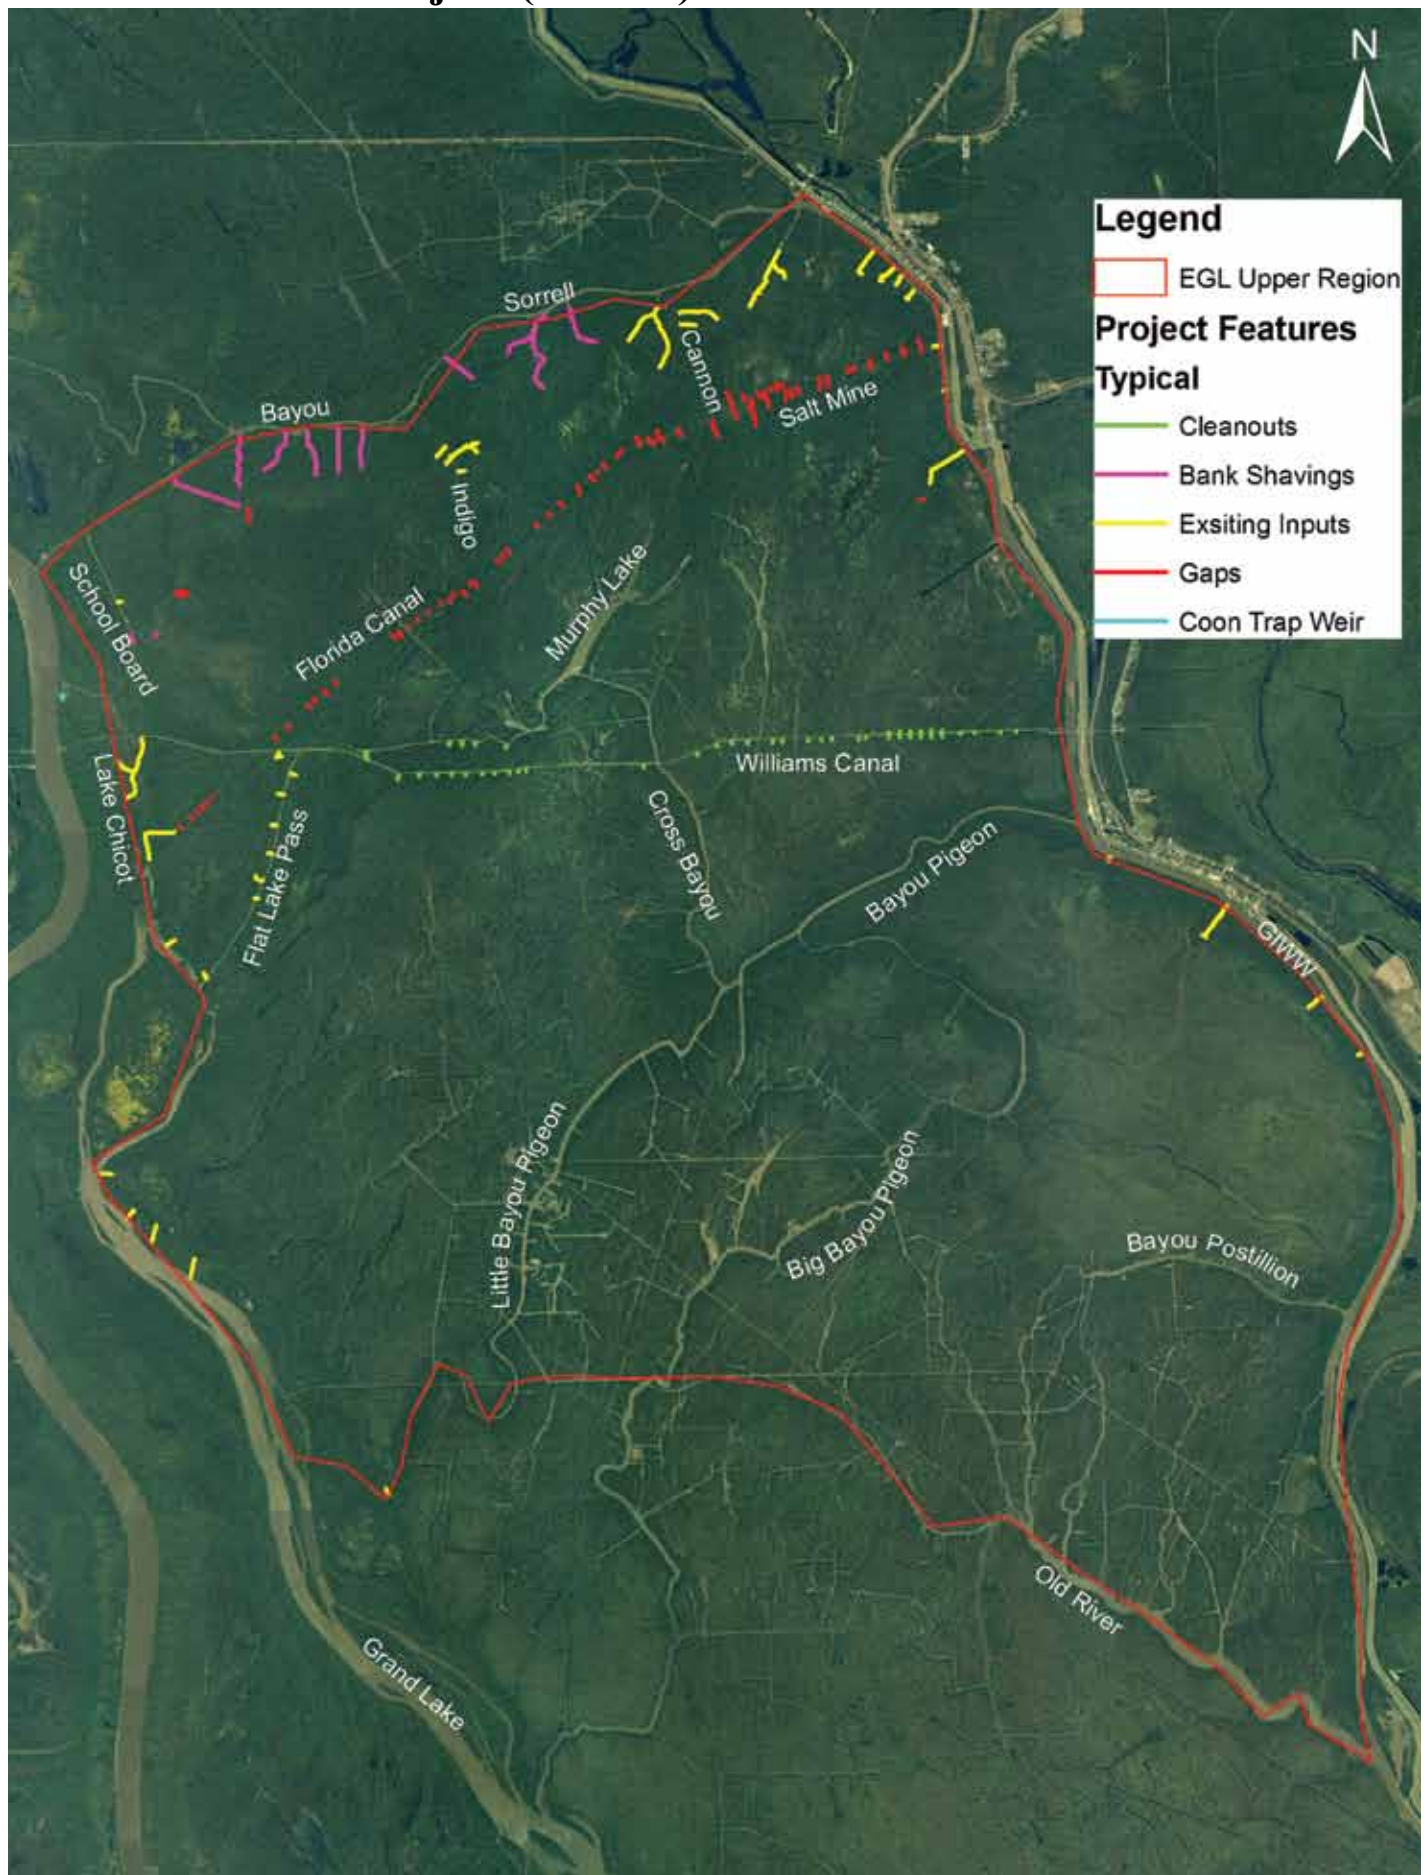 N
Legend
EGL Upper Region
Project Features
Typical
Cleanouts
Bank Shavings
Exsiting Inputs
Gaps
Coon Trap Weir
Sorrell
Cannon
Salt Mine
Bayou
Indigo
School Board
Florida Canal
Murphy Lake
Williams Canal
Lake Chicot
Flat Lake Pass
Cross Bayou
Bayou Pigeon
GIWW
Little Bayou Pigeon
Big Bayou Pigeon
Bayou Postillion
Old River
Grand Lake